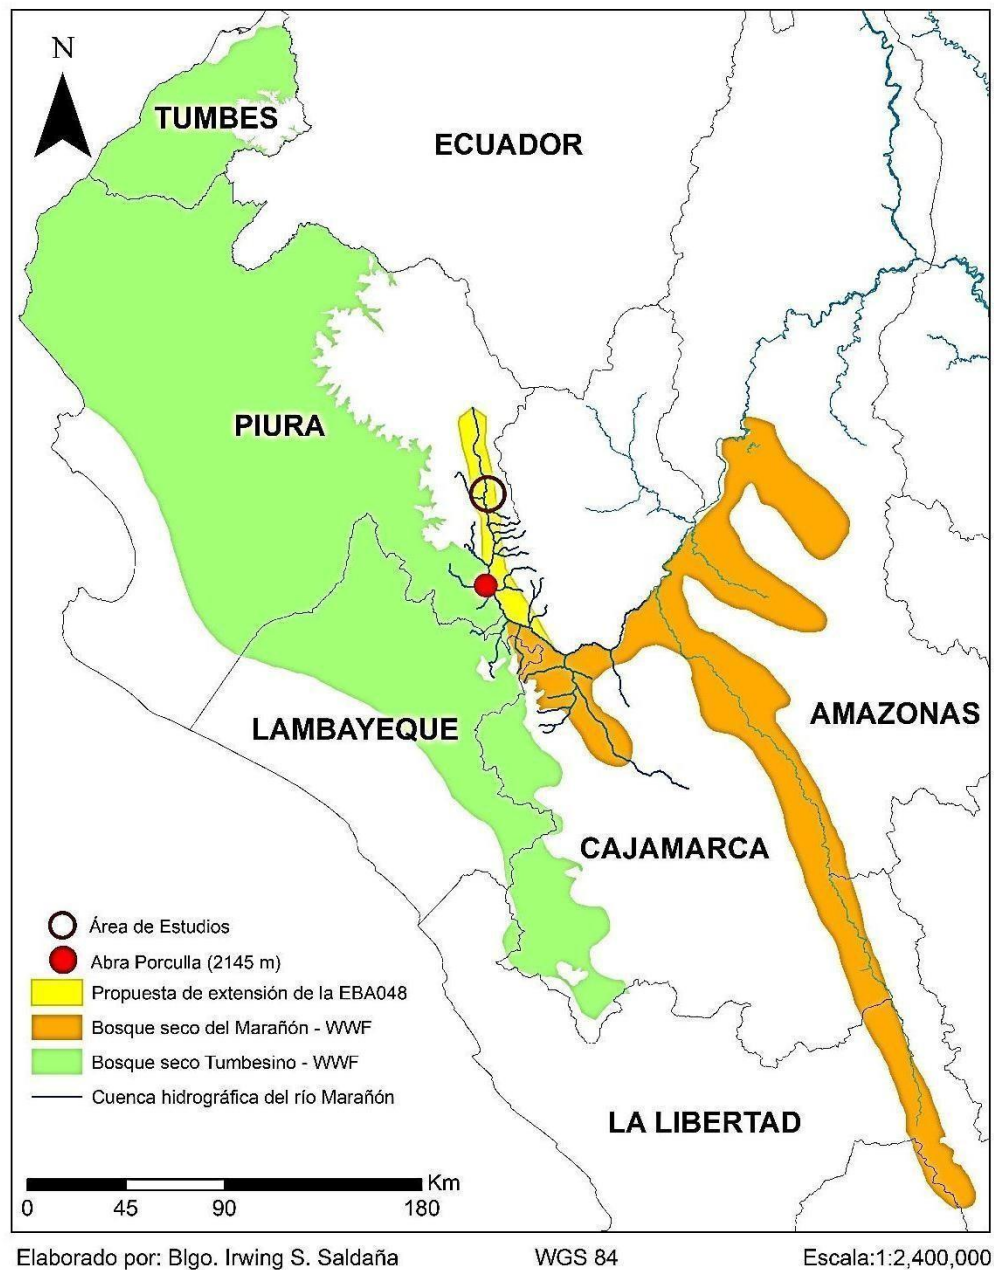 N
TUMBES
ECUADOR
PIURA
LAMBAYEQUE
AMAZONAS
CAJAMARCA
LA LIBERTAD
Área de Estudios
Abra Porculla (2145 m)
Propuesta de extensión de la EBA048
Bosque seco del Marañón - WWF
Bosque seco Tumbesino - WWF
Cuenca hidrográfica del río Marañón
Km
0 45 90 180
Elaborado por: Blgo. Irwing S. Saldaña WGS 84 Escala:1:2,400,000